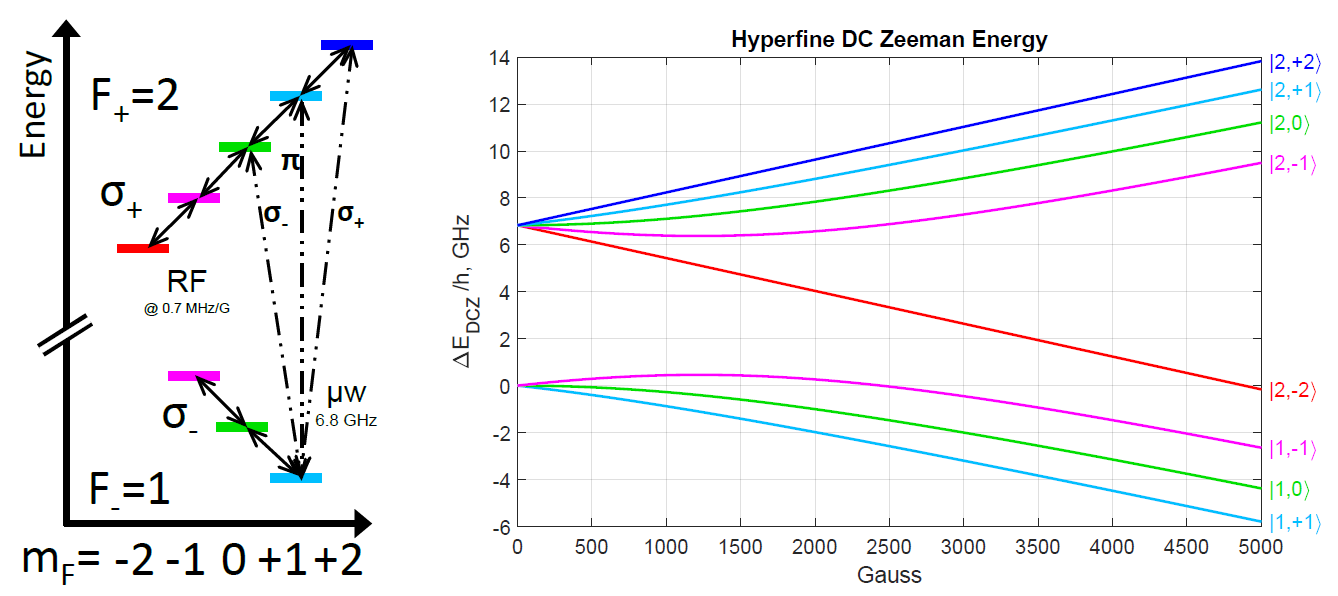 Energy
F₊=2
π
σ₊
σ₋
σ₊
RF
@ 0.7 MHz/G
μw
6.8 GHz
σ₋
F₋=1
m_F= -2 -1 0 +1 +2
Hyperfine DC Zeeman Energy
ΔE_DCZ /h, GHz
14
12
10
8
6
4
2
0
-2
-4
-6
0 500 1000 1500 2000 2500 3000 3500 4000 4500 5000
Gauss
|2,+2⟩
|2,+1⟩
|2,0⟩
|2,-1⟩
|2,-2⟩
|1,-1⟩
|1,0⟩
|1,+1⟩